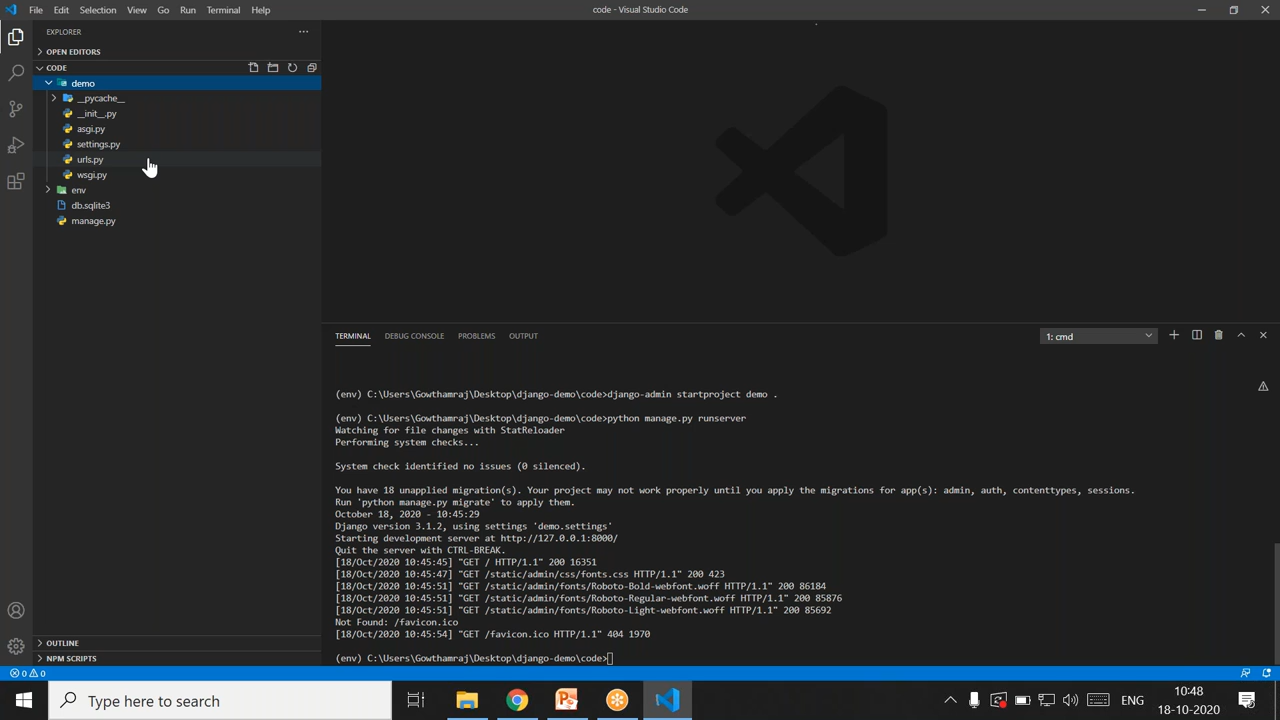 File Edit Selection View Go Run Terminal Help
code - Visual Studio Code
EXPLORER
OPEN EDITORS
CODE
demo
__pycache__
__init__.py
asgi.py
settings.py
urls.py
wsgi.py
env
db.sqlite3
manage.py
OUTLINE
NPM SCRIPTS
TERMINAL DEBUG CONSOLE PROBLEMS OUTPUT
1: cmd
(env) C:\Users\Gowthamraj\Desktop\django-demo\code>django-admin startproject demo .
(env) C:\Users\Gowthamraj\Desktop\django-demo\code>python manage.py runserver
Watching for file changes with StatReloader
Performing system checks...
System check identified no issues (0 silenced).
You have 18 unapplied migration(s). Your project may not work properly until you apply the migrations for app(s): admin, auth, contenttypes, sessions.
Run 'python manage.py migrate' to apply them.
October 18, 2020 - 10:45:29
Django version 3.1.2, using settings 'demo.settings'
Starting development server at http://127.0.0.1:8000/
Quit the server with CTRL-BREAK.
[18/Oct/2020 10:45:45] "GET / HTTP/1.1" 200 16351
[18/Oct/2020 10:45:47] "GET /static/admin/css/fonts.css HTTP/1.1" 200 423
[18/Oct/2020 10:45:51] "GET /static/admin/fonts/Roboto-Bold-webfont.woff HTTP/1.1" 200 86184
[18/Oct/2020 10:45:51] "GET /static/admin/fonts/Roboto-Regular-webfont.woff HTTP/1.1" 200 85876
[18/Oct/2020 10:45:51] "GET /static/admin/fonts/Roboto-Light-webfont.woff HTTP/1.1" 200 85692
Not Found: /favicon.ico
[18/Oct/2020 10:45:54] "GET /favicon.ico HTTP/1.1" 404 1970
(env) C:\Users\Gowthamraj\Desktop\django-demo\code>
0 0
Type here to search
ENG
10:48
18-10-2020